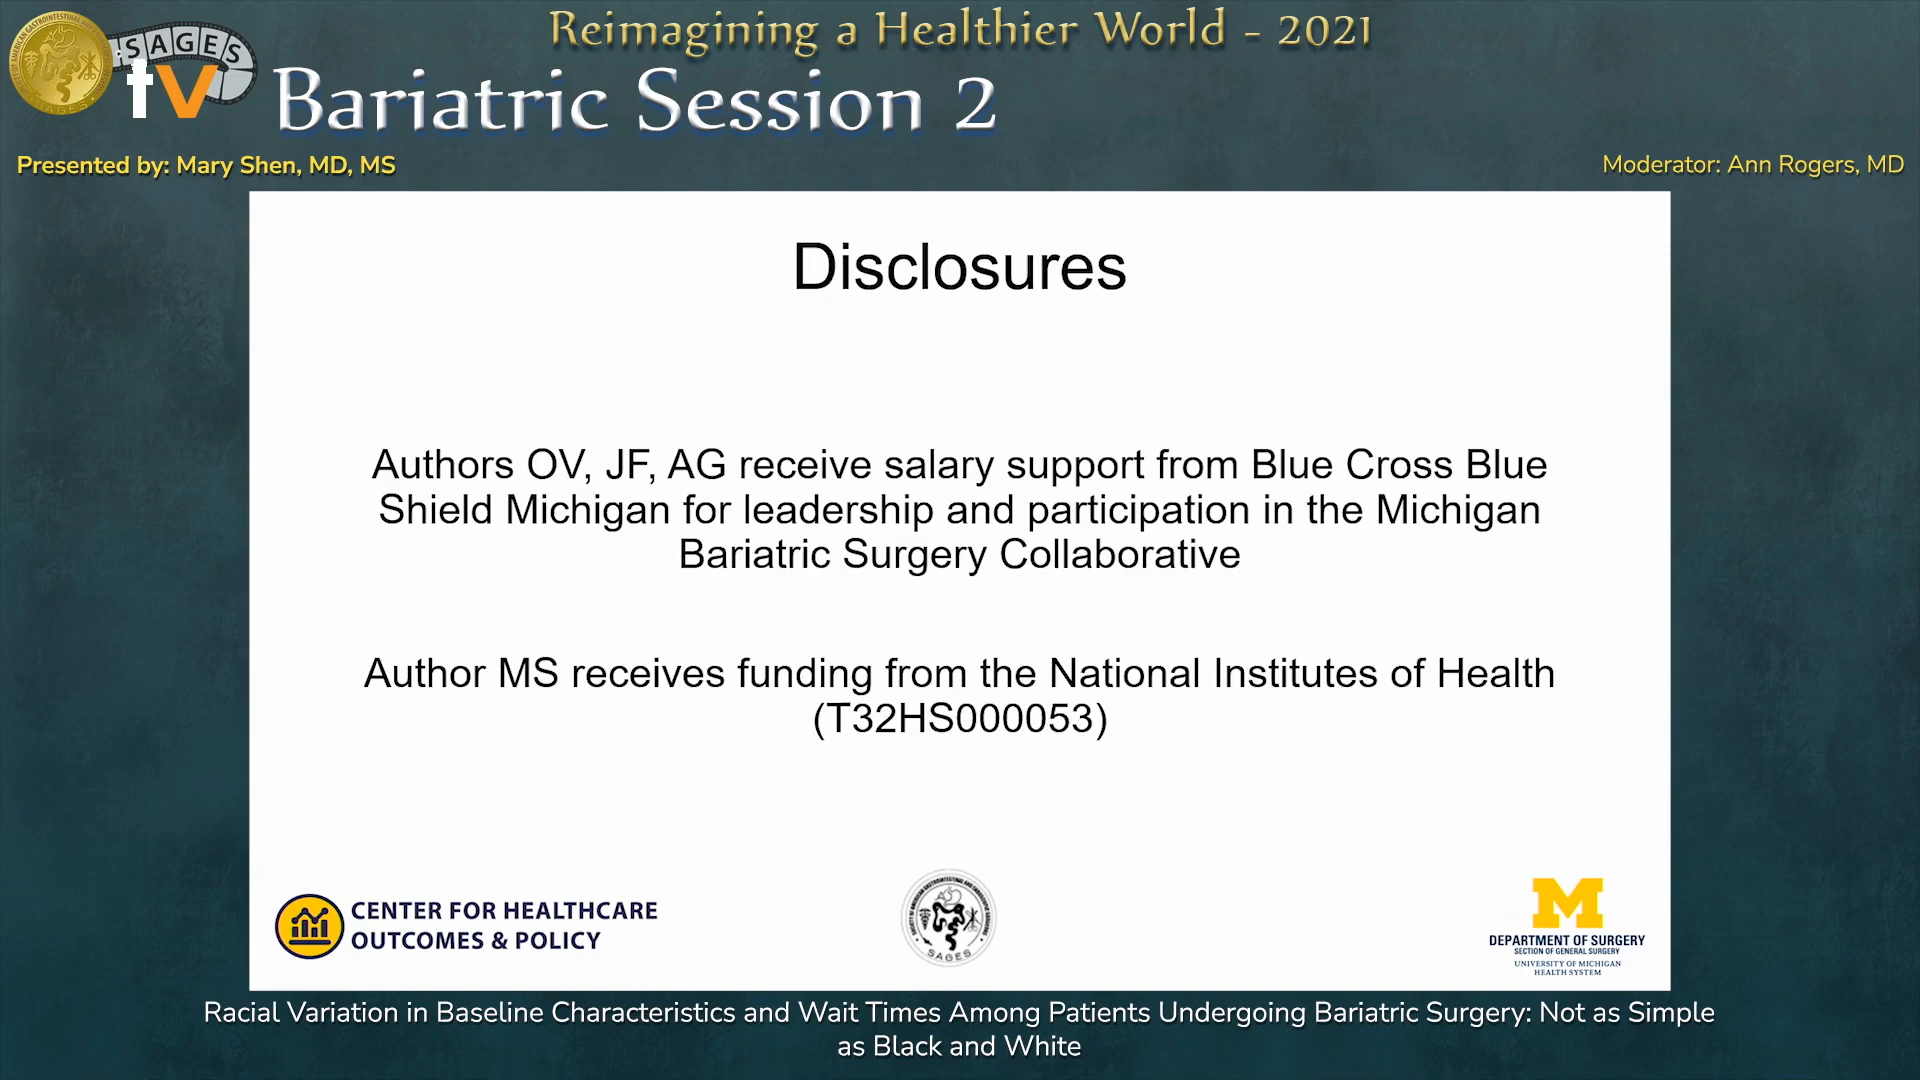 Reimagining a Healthier World - 2021
SAGES
tv
Bariatric Session 2
Presented by: Mary Shen, MD, MS
Moderator: Ann Rogers, MD
Disclosures
Authors OV, JF, AG receive salary support from Blue Cross Blue
Shield Michigan for leadership and participation in the Michigan
Bariatric Surgery Collaborative
Author MS receives funding from the National Institutes of Health
(T32HS000053)
CENTER FOR HEALTHCARE
OUTCOMES & POLICY
SAGES
M
DEPARTMENT OF SURGERY
SECTION OF GENERAL SURGERY
UNIVERSITY OF MICHIGAN
HEALTH SYSTEM
Racial Variation in Baseline Characteristics and Wait Times Among Patients Undergoing Bariatric Surgery: Not as Simple
as Black and White